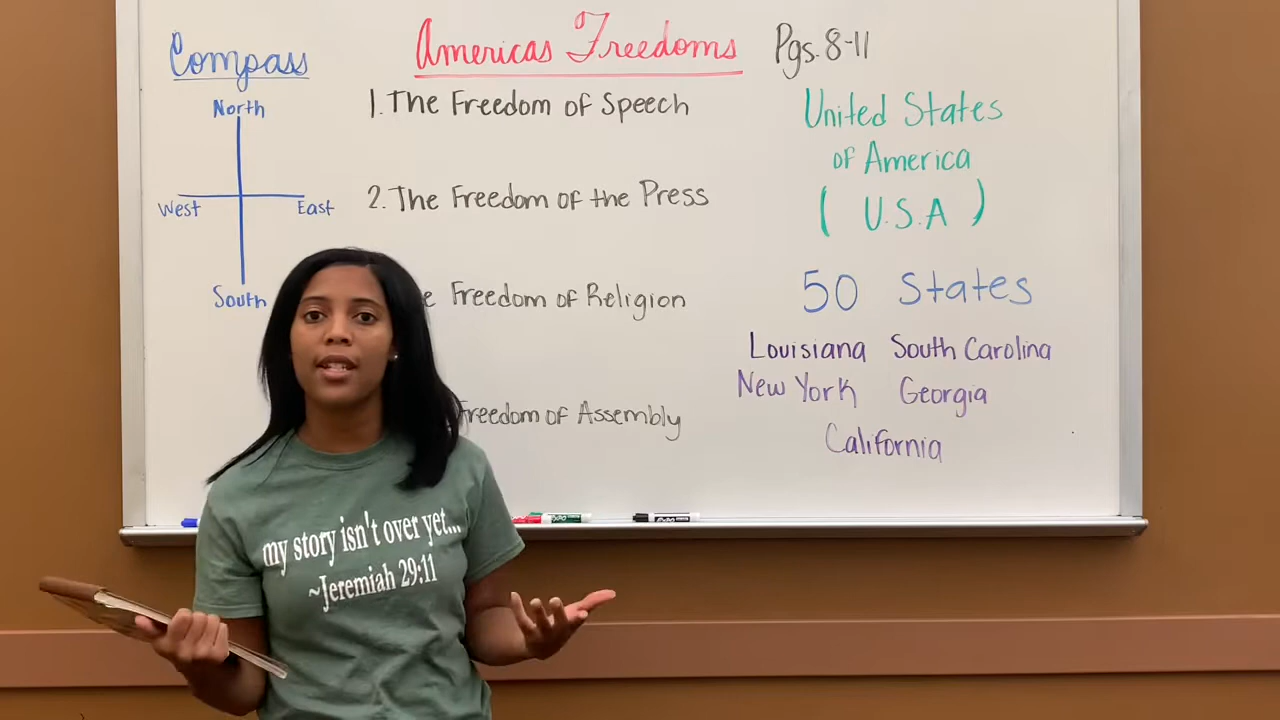 Compass
North
West
East
South
Americas Freedoms
Pgs. 8-11
1. The Freedom of Speech
2. The Freedom of the Press
Freedom of Religion
Freedom of Assembly
United States
of America
( U.S.A )
50 States
Louisiana South Carolina
New York Georgia
California
my story isn't over yet...
~Jeremiah 29:11